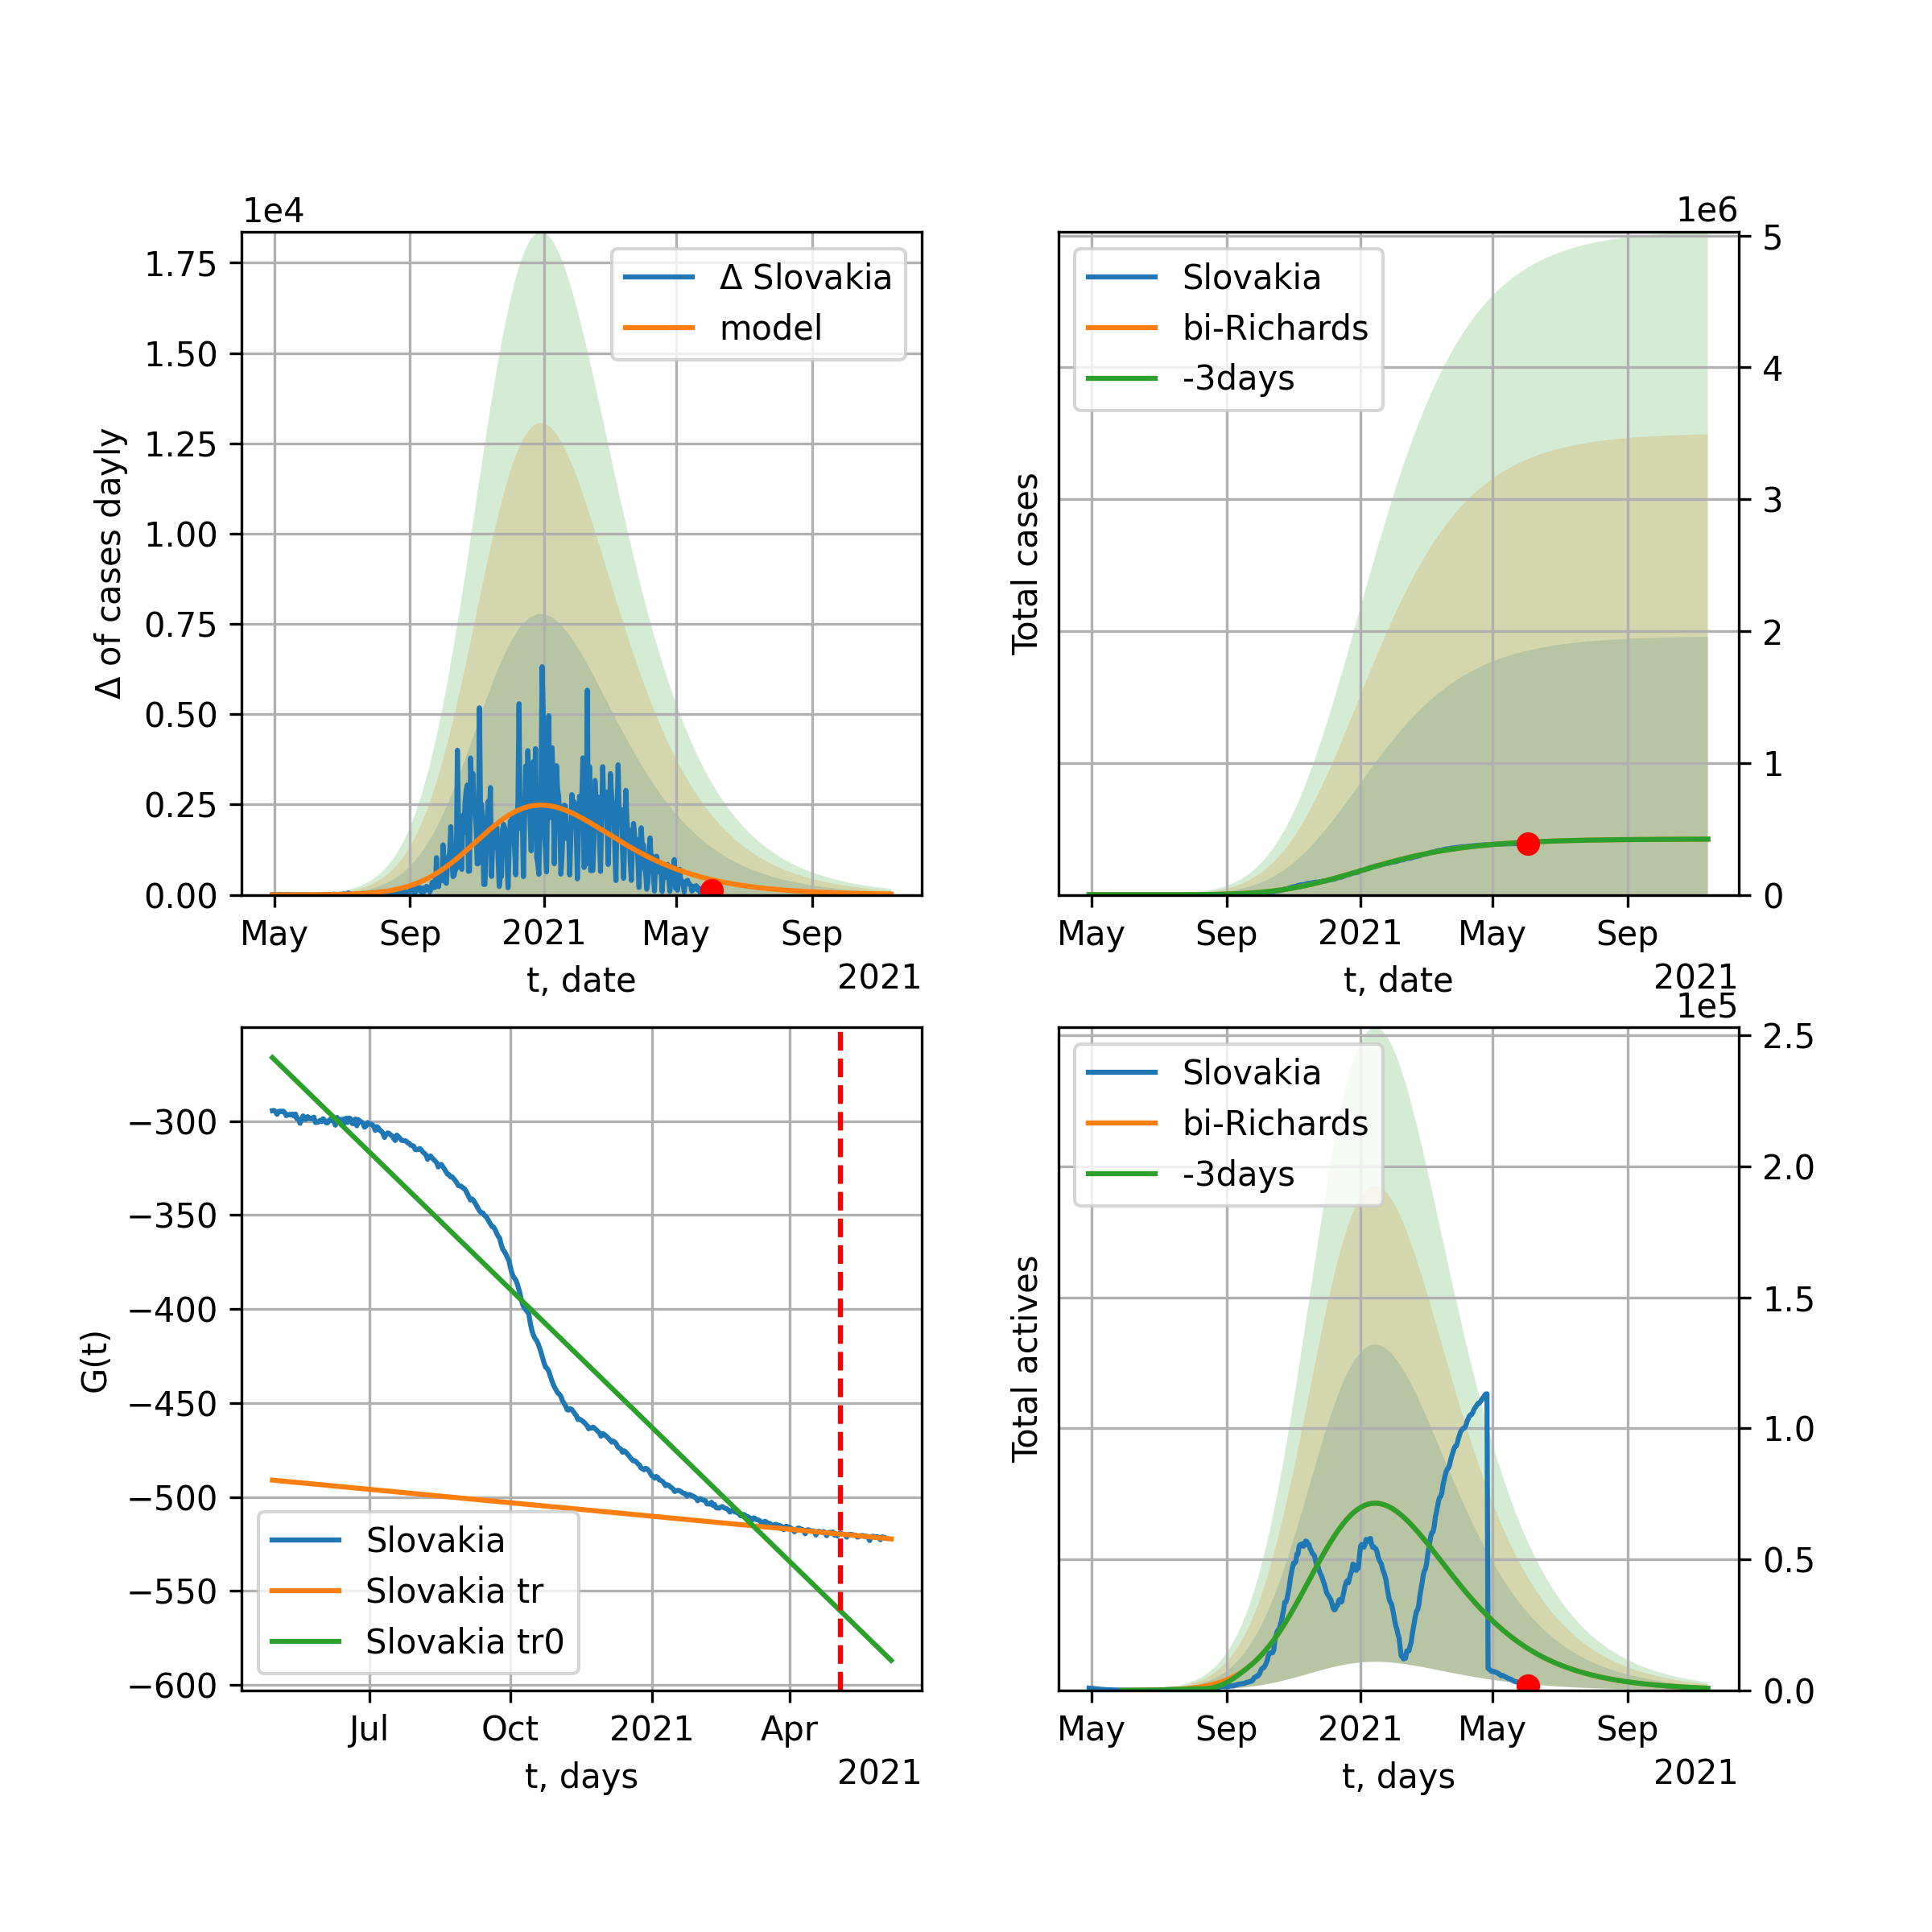 1e4
Δ of cases dayly
1.75
1.50
1.25
1.00
0.75
0.50
0.25
0.00
Δ Slovakia
model
May Sep 2021 May Sep
t, date
2021
1e6
Total cases
Slovakia
bi-Richards
-3days
5
4
3
2
1
0
May Sep 2021 May Sep
t, date
2021
G(t)
−300
−350
−400
−450
−500
−550
−600
Slovakia
Slovakia tr
Slovakia tr0
Jul Oct 2021 Apr
t, days
2021
1e5
Total actives
Slovakia
bi-Richards
-3days
2.5
2.0
1.5
1.0
0.5
0.0
May Sep 2021 May Sep
t, days
2021